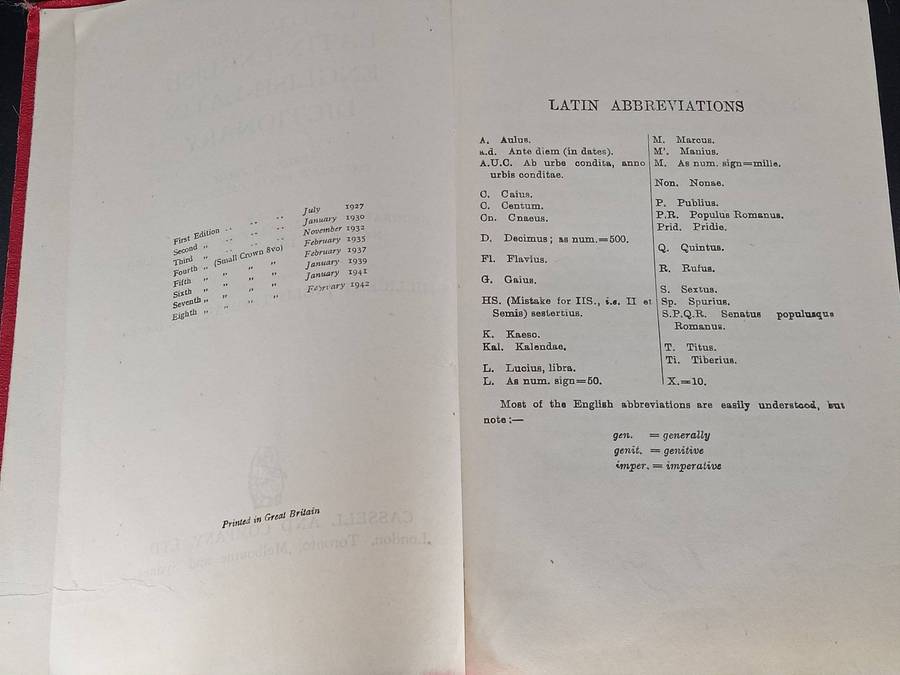 First Edition .. .. .. July 1927
Second „ .. .. .. January 1930
Third „ .. .. .. November 1932
Fourth „ (Small Crown 8vo) February 1935
Fifth „ „ „ „ February 1937
Sixth „ „ „ „ January 1939
Seventh „ „ „ „ January 1941
Eighth „ „ „ „ February 1942
Printed in Great Britain
LATIN ABBREVIATIONS
A. Aulus.
a.d. Ante diem (in dates).
A.U.C. Ab urbe condita, anno
urbis conditae.
C. Caius.
C. Centum.
Cn. Cnaeus.
D. Decimus; as num.=500.
Fl. Flavius.
G. Gaius.
HS. (Mistake for IIS., i.e. II et
Semis) sestertius.
K. Kaeso.
Kal. Kalendae.
L. Lucius, libra.
L. As num. sign=50.
M. Marcus.
M'. Manius.
M. As num. sign=mille.
Non. Nonae.
P. Publius.
P.R. Populus Romanus.
Prid. Pridie.
Q. Quintus.
R. Rufus.
S. Sextus.
Sp. Spurius.
S.P.Q.R. Senatus populusque
Romanus.
T. Titus.
Ti. Tiberius.
X.=10.
Most of the English abbreviations are easily understood, but
note:—
gen. = generally
genit. = genitive
imper. = imperative